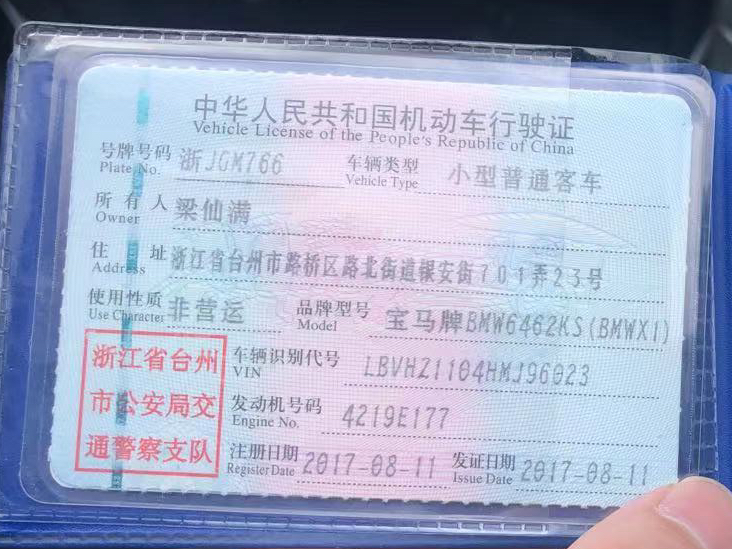 中华人民共和国机动车行驶证
Vehicle License of the People's Republic of China
号牌号码 浙JGM766 车辆类型 小型普通客车
Plate No. Vehicle Type
所有人 梁仙满
Owner
住址 浙江省台州市路桥区路北街道银安街701弄23号
Address
使用性质 非营运 品牌型号 宝马牌BMW6462KS(BMWX1)
Use Character Model
浙江省台州
市公安局交
通警察支队
车辆识别代号 LBVHZ1104HMJ96023
VIN
发动机号码 4219E177
Engine No.
注册日期 2017-08-11 发证日期 2017-08-11
Register Date Issue Date